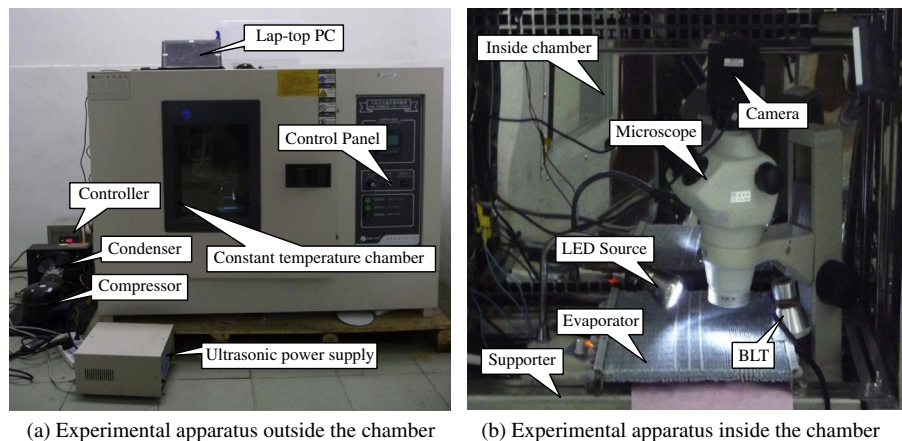 Lap-top PC
Control Panel
Controller
Condenser
Constant temperature chamber
Compressor
Ultrasonic power supply
Inside chamber
Camera
Microscope
LED Source
Evaporator
BLT
Supporter
(a) Experimental apparatus outside the chamber
(b) Experimental apparatus inside the chamber